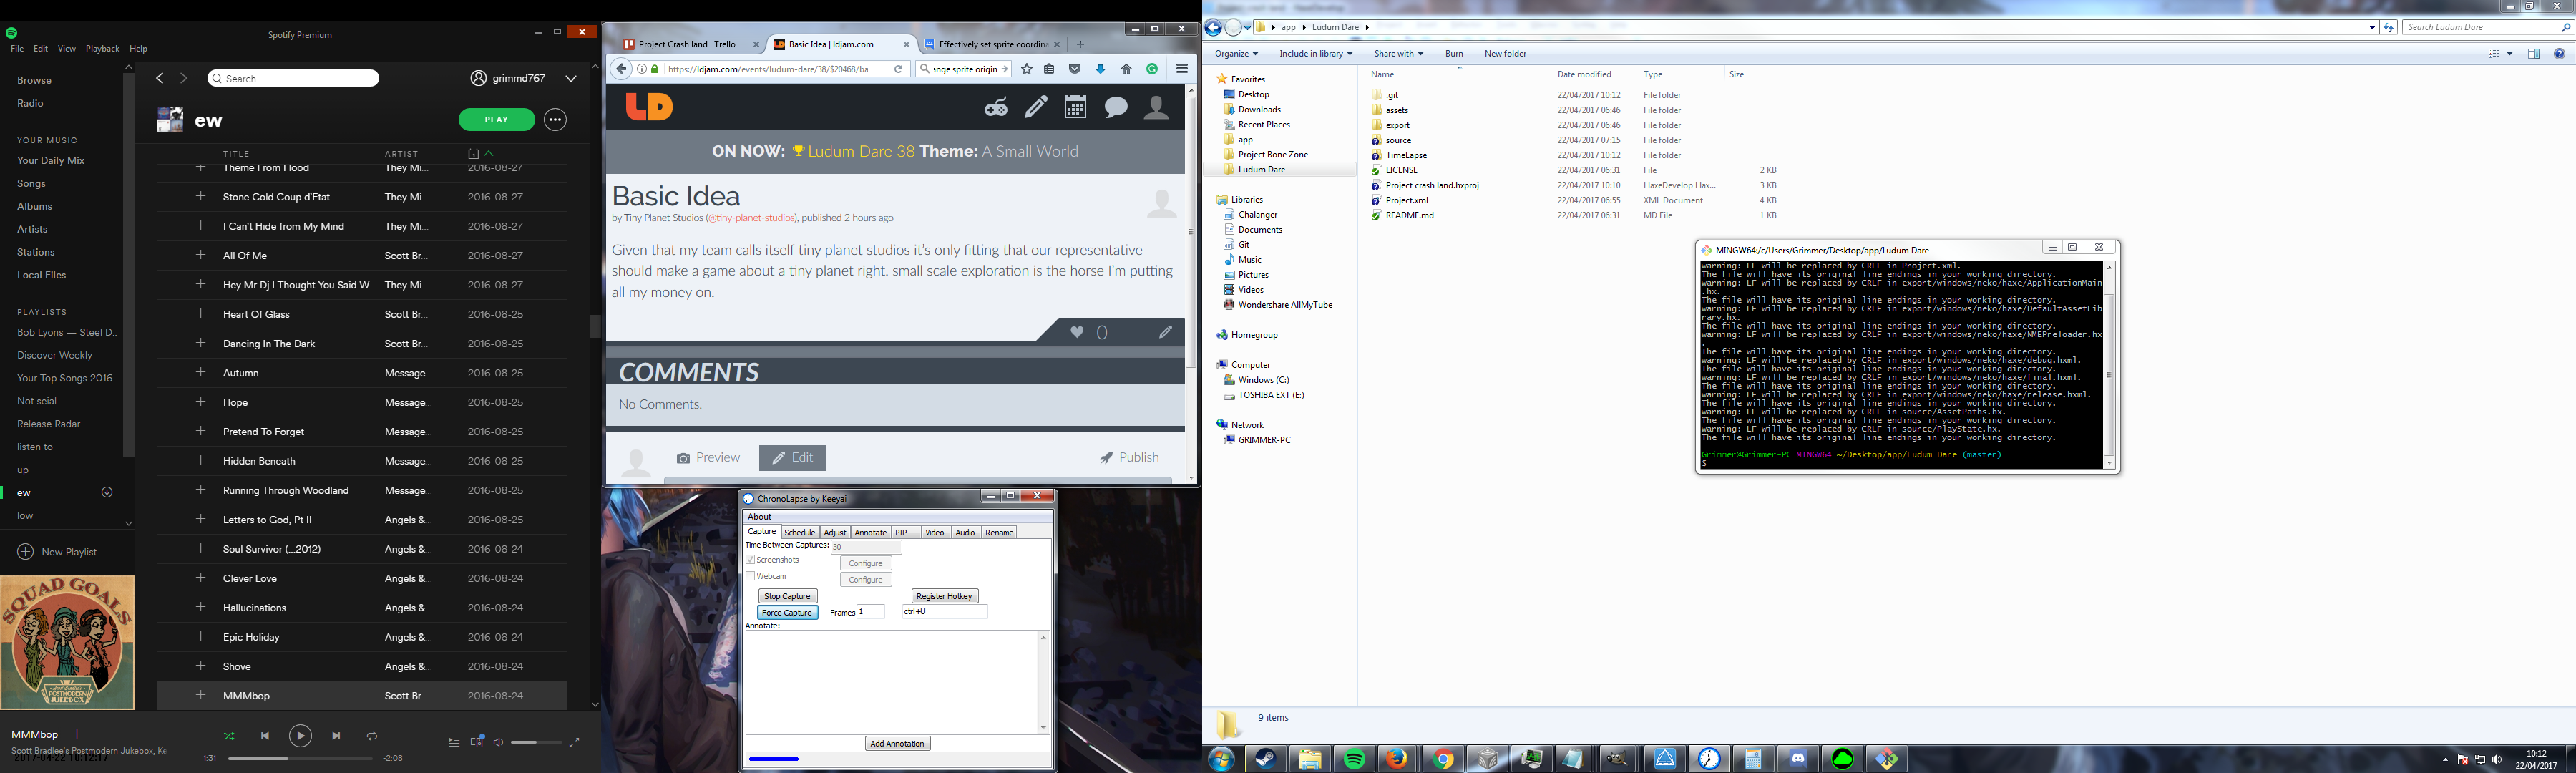 Spotify Premium
File Edit View Playback Help
Browse
Radio
YOUR MUSIC
Your Daily Mix
Songs
Albums
Artists
Stations
Local Files
PLAYLISTS
Bob Lyons — Steel D..
Discover Weekly
Your Top Songs 2016
Not seial
Release Radar
listen to
up
ew
low
New Playlist
SQUAD GOALS
POSTMODERN JUKEBOX
Search
grimmd767
ew
PLAY
TITLE ARTIST
Theme From Flood They Mi... 2016-08-27
Stone Cold Coup d'Etat They Mi... 2016-08-27
I Can't Hide from My Mind They Mi... 2016-08-27
All Of Me Scott Br... 2016-08-27
Hey Mr Dj I Thought You Said W... They Mi... 2016-08-27
Heart Of Glass Scott Br... 2016-08-25
Dancing In The Dark Scott Br... 2016-08-25
Autumn Message... 2016-08-25
Hope Message... 2016-08-25
Pretend To Forget Message... 2016-08-25
Hidden Beneath Message... 2016-08-25
Running Through Woodland Message... 2016-08-25
Letters to God, Pt II Angels &... 2016-08-25
Soul Survivor (...2012) Angels &... 2016-08-25
Clever Love Angels &... 2016-08-24
Hallucinations Angels &... 2016-08-24
Epic Holiday Angels &... 2016-08-24
Shove Angels &... 2016-08-24
MMMbop Scott Br... 2016-08-24
MMMbop
Scott Bradlee's Postmodern Jukebox, Ke
2017-04-22 10:12:17
1:31 -2:08
Project Crash land | Trello
Basic Idea | ldjam.com
Effectively set sprite coordin
https://ldjam.com/events/ludum-dare/38/$20468/ba
inge sprite origin
LD
ON NOW: Ludum Dare 38 Theme: A Small World
Basic Idea
by Tiny Planet Studios (@tiny-planet-studios), published 2 hours ago
Given that my team calls itself tiny planet studios it's only fitting that our representative
should make a game about a tiny planet right. small scale exploration is the horse I'm putting
all my money on.
0
COMMENTS
No Comments.
Preview Edit Publish
ChronoLapse by Keeyai
About
Capture Schedule Adjust Annotate PIP Video Audio Rename
Time Between Captures: 30
Screenshots Configure
Webcam Configure
Stop Capture Register Hotkey
Force Capture Frames 1 ctrl+U
Annotate:
Add Annotation
app Ludum Dare
Search Ludum Dare
Organize Include in library Share with Burn New folder
Favorites
Desktop
Downloads
Recent Places
app
Project Bone Zone
Ludum Dare
Libraries
Chalanger
Documents
Git
Music
Pictures
Videos
Wondershare AllMyTube
Homegroup
Computer
Windows (C:)
TOSHIBA EXT (E:)
Network
GRIMMER-PC
Name Date modified Type Size
.git 22/04/2017 10:12 File folder
assets 22/04/2017 06:46 File folder
export 22/04/2017 06:46 File folder
source 22/04/2017 07:15 File folder
TimeLapse 22/04/2017 10:12 File folder
LICENSE 22/04/2017 06:31 File 2 KB
Project crash land.hxproj 22/04/2017 10:10 HaxeDevelop Hax... 3 KB
Project.xml 22/04/2017 06:55 XML Document 4 KB
README.md 22/04/2017 06:31 MD File 1 KB
MINGW64:/c/Users/Grimmer/Desktop/app/Ludum Dare
warning: LF will be replaced by CRLF in Project.xml.
The file will have its original line endings in your working directory.
warning: LF will be replaced by CRLF in export/windows/neko/haxe/ApplicationMain
.hx.
The file will have its original line endings in your working directory.
warning: LF will be replaced by CRLF in export/windows/neko/haxe/DefaultAssetLib
rary.hx.
The file will have its original line endings in your working directory.
warning: LF will be replaced by CRLF in export/windows/neko/haxe/NMEPreloader.hx
.
The file will have its original line endings in your working directory.
warning: LF will be replaced by CRLF in export/windows/neko/haxe/debug.hxml.
The file will have its original line endings in your working directory.
warning: LF will be replaced by CRLF in export/windows/neko/haxe/final.hxml.
The file will have its original line endings in your working directory.
warning: LF will be replaced by CRLF in export/windows/neko/haxe/release.hxml.
The file will have its original line endings in your working directory.
warning: LF will be replaced by CRLF in source/AssetPaths.hx.
The file will have its original line endings in your working directory.
warning: LF will be replaced by CRLF in source/PlayState.hx.
The file will have its original line endings in your working directory.
Grimmer@Grimmer-PC MINGW64 ~/Desktop/app/Ludum Dare (master)
$
9 items
10:12
22/04/2017